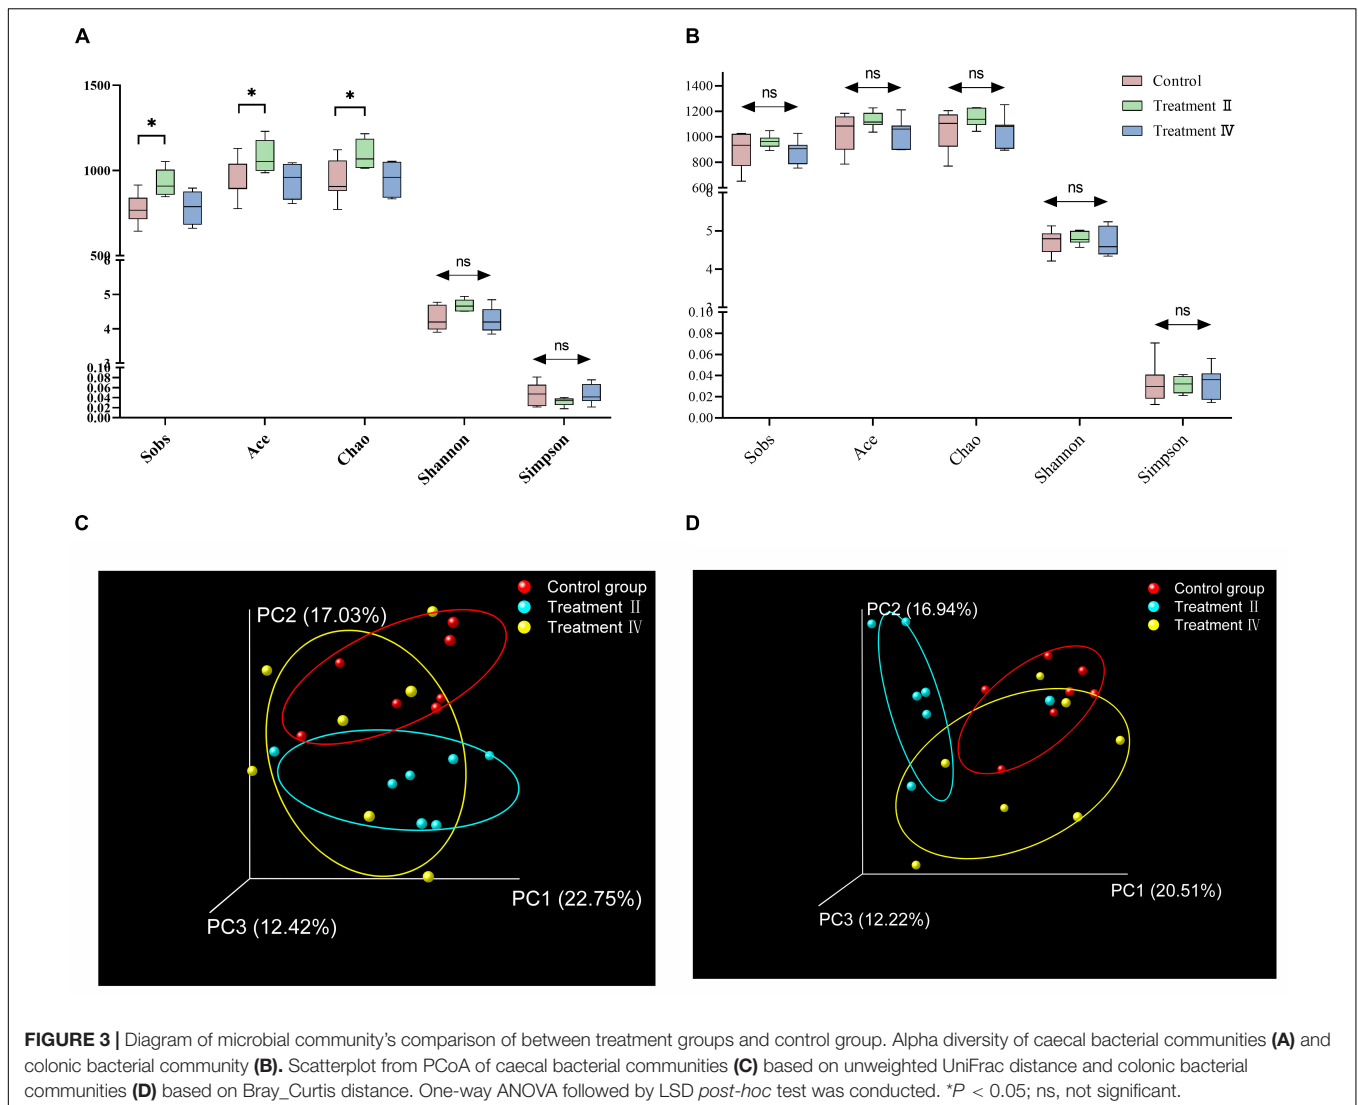 A
1500
1000
500
6
5
4
3
0.10
0.08
0.06
0.04
0.02
0.00
*
*
*
ns
ns
Sobs
Ace
Chao
Shannon
Simpson
B
1400
1200
1000
800
600
6
5
4
3
0.10
0.08
0.06
0.04
0.02
0.00
ns
ns
ns
ns
ns
Control
Treatment II
Treatment IV
Sobs
Ace
Chao
Shannon
Simpson
C
PC2 (17.03%)
Control group
Treatment II
Treatment IV
PC1 (22.75%)
PC3 (12.42%)
D
PC2 (16.94%)
Control group
Treatment II
Treatment IV
PC1 (20.51%)
PC3 (12.22%)
FIGURE 3 | Diagram of microbial community's comparison of between treatment groups and control group. Alpha diversity of caecal bacterial communities (A) and
colonic bacterial community (B). Scatterplot from PCoA of caecal bacterial communities (C) based on unweighted UniFrac distance and colonic bacterial
communities (D) based on Bray_Curtis distance. One-way ANOVA followed by LSD post-hoc test was conducted. *P < 0.05; ns, not significant.